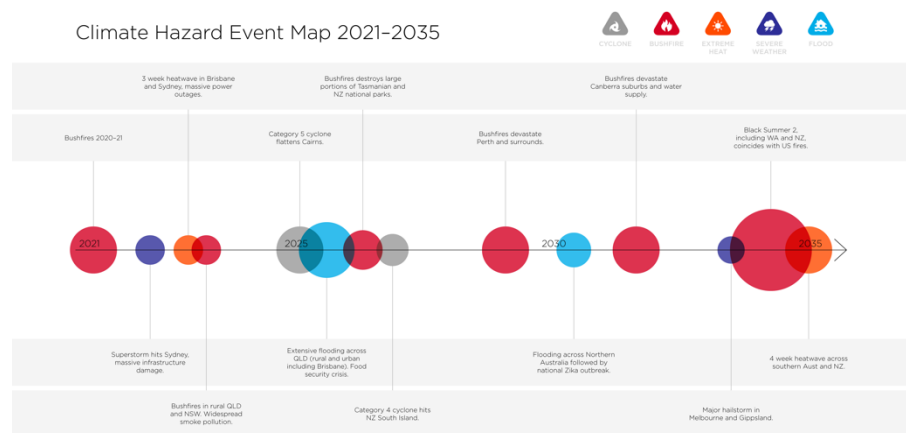 Climate Hazard Event Map 2021–2035
CYCLONE
BUSHFIRE
EXTREME
HEAT
SEVERE
WEATHER
FLOOD
3 week heatwave in Brisbane
and Sydney, massive power
outages.
Bushfires destroys large
portions of Tasmanian and
NZ national parks.
Bushfires devastate
Canberra suburbs and water
supply.
Bushfires 2020–21
Category 5 cyclone
flattens Cairns.
Bushfires devastate
Perth and surrounds.
Black Summer 2,
including WA and NZ,
coincides with US fires.
2021
2025
2030
2035
Superstorm hits Sydney,
massive infrastructure
damage.
Extensive flooding across
QLD (rural and urban
including Brisbane). Food
security crisis.
Flooding across Northern
Australia followed by
national Zika outbreak.
4 week heatwave across
southern Aust and NZ.
Bushfires in rural QLD
and NSW. Widespread
smoke pollution.
Category 4 cyclone hits
NZ South Island.
Major hailstorm in
Melbourne and Gippsland.